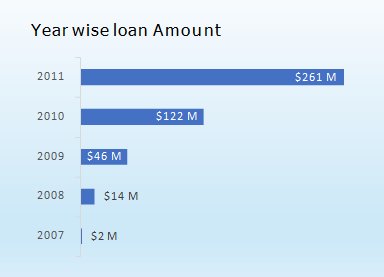 Year wise loan Amount
2011 $261 M
2010 $122 M
2009 $46 M
2008 $14 M
2007 $2 M